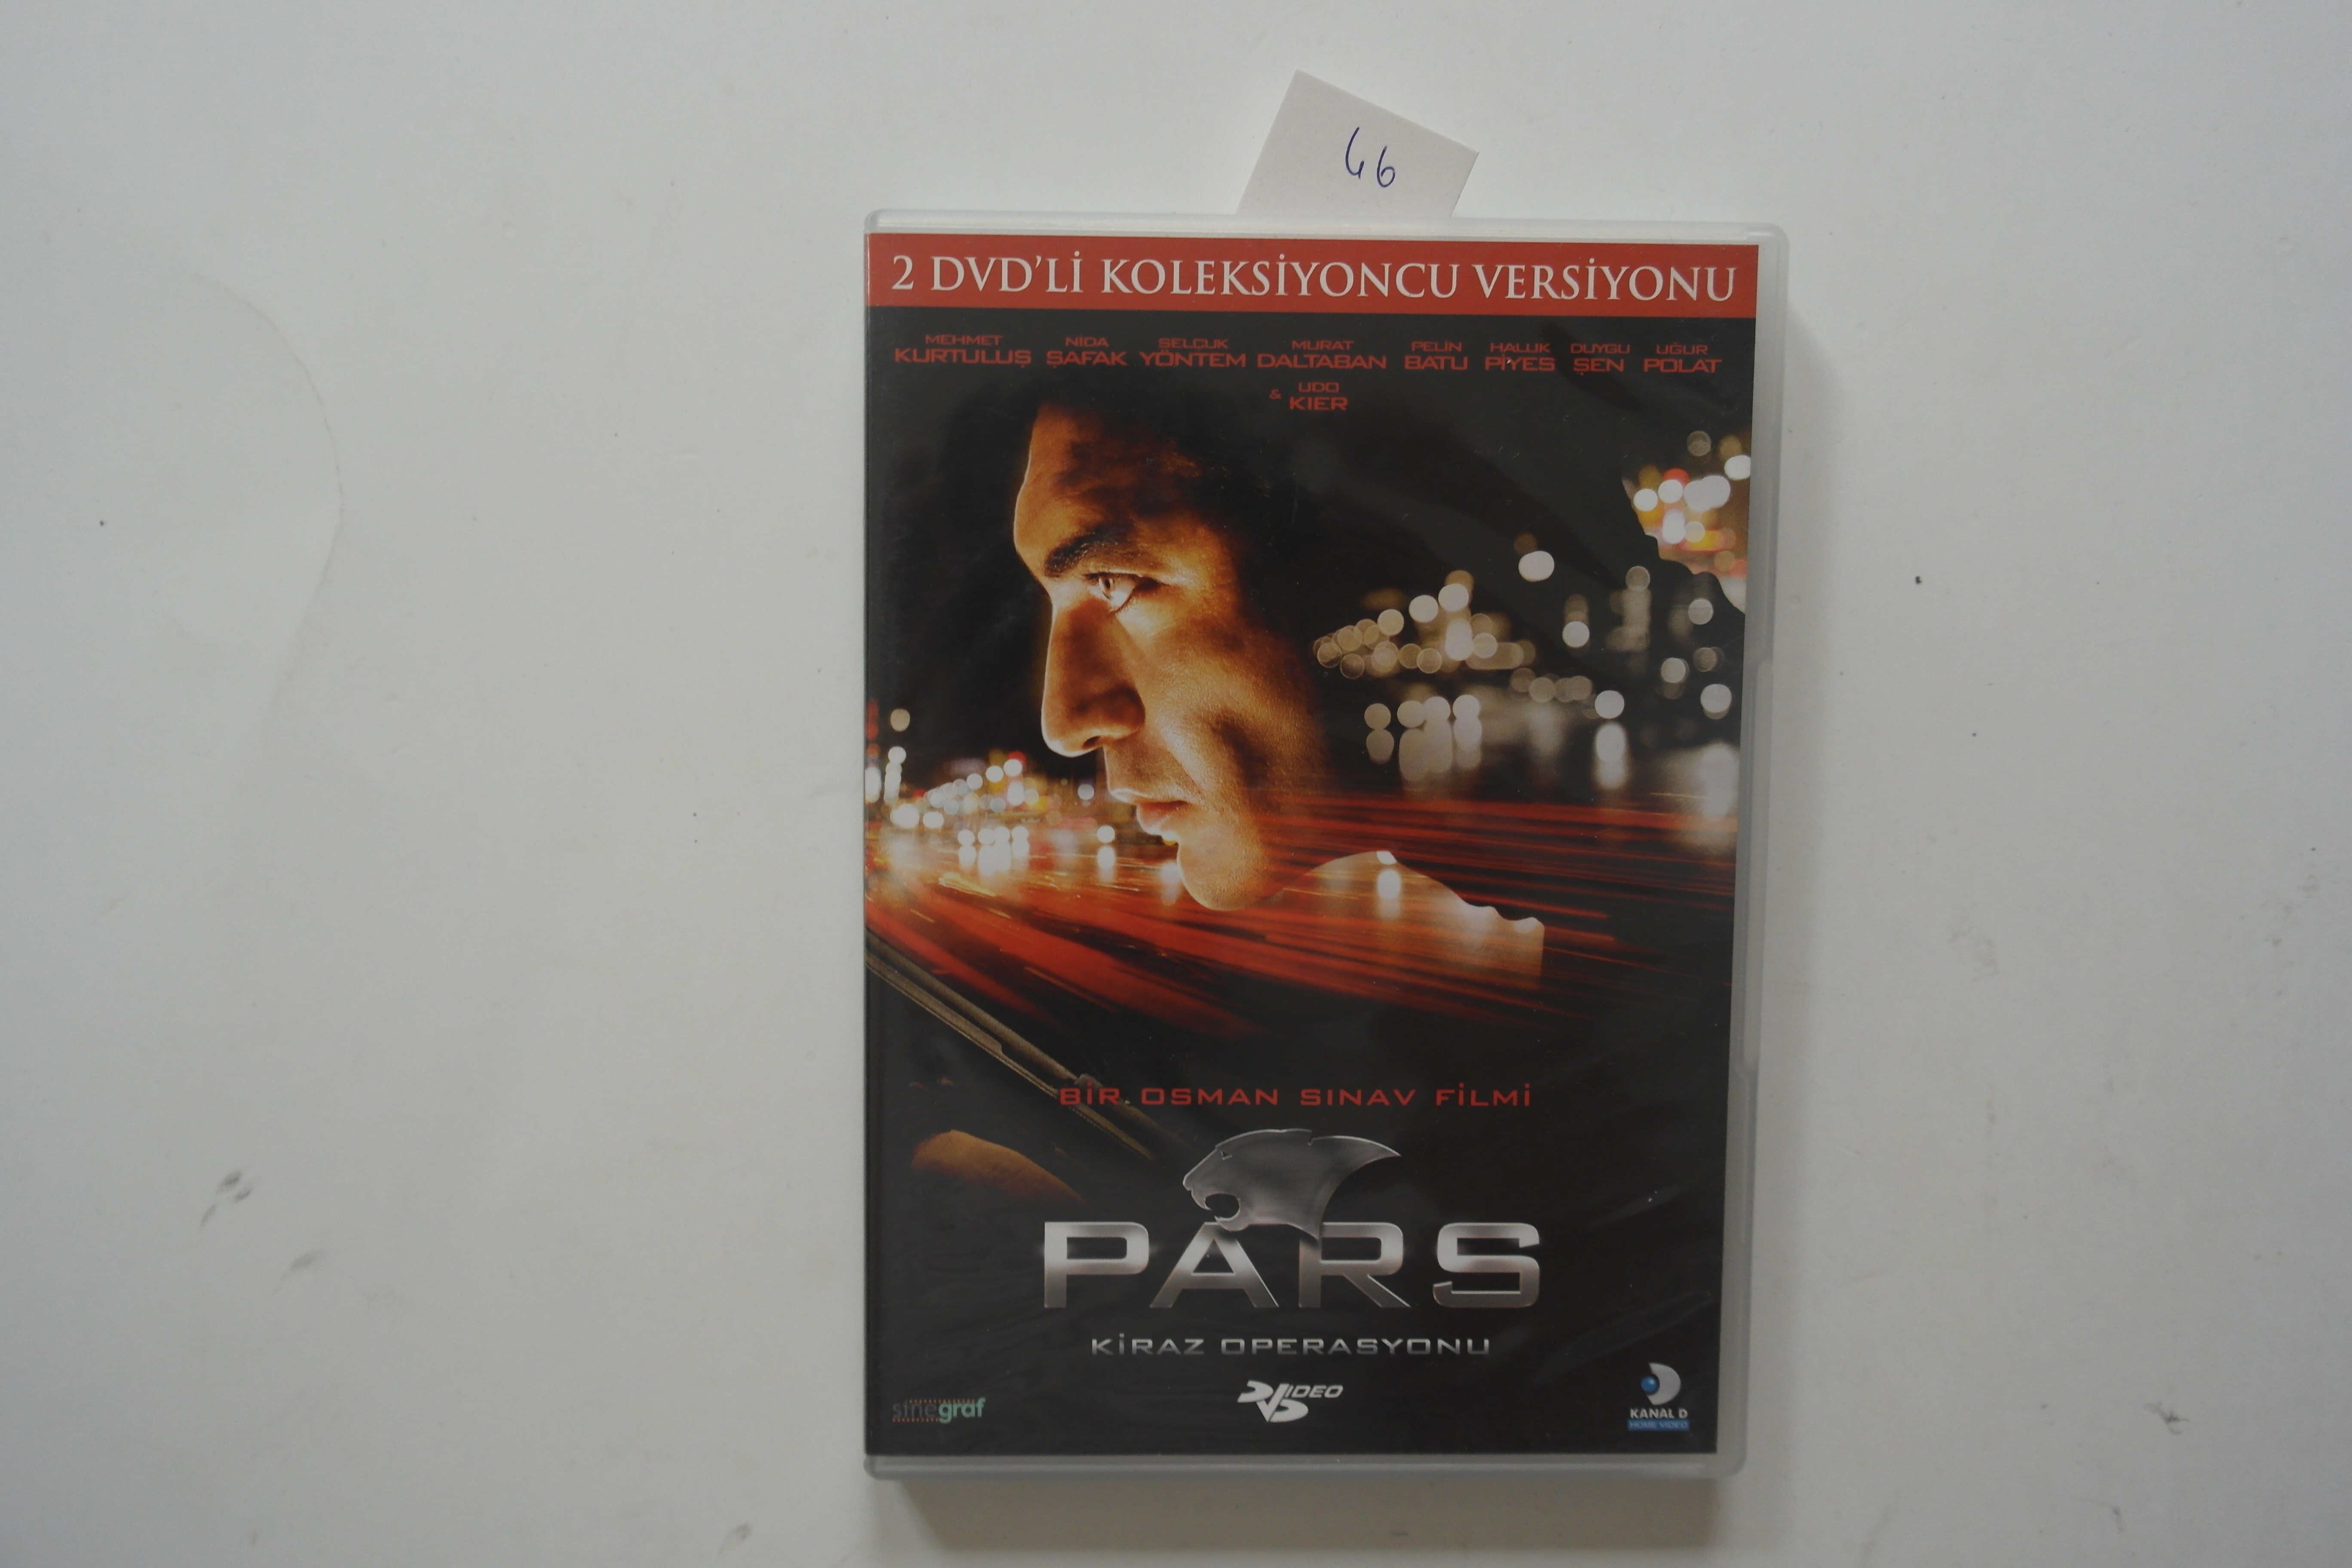 46
2 DVD'Lİ KOLEKSİYONCU VERSİYONU
MEHMET KURTULUŞ NİDA ŞAFAK SELÇUK YÖNTEM MURAT DALTABAN PELİN BATU HALUK PİYES DUYGU ŞEN UĞUR POLAT
& UDO KIER
BİR OSMAN SINAV FİLMİ
PARS
KİRAZ OPERASYONU
sinegraf
DVIDEO
KANAL D
HOME VIDEO